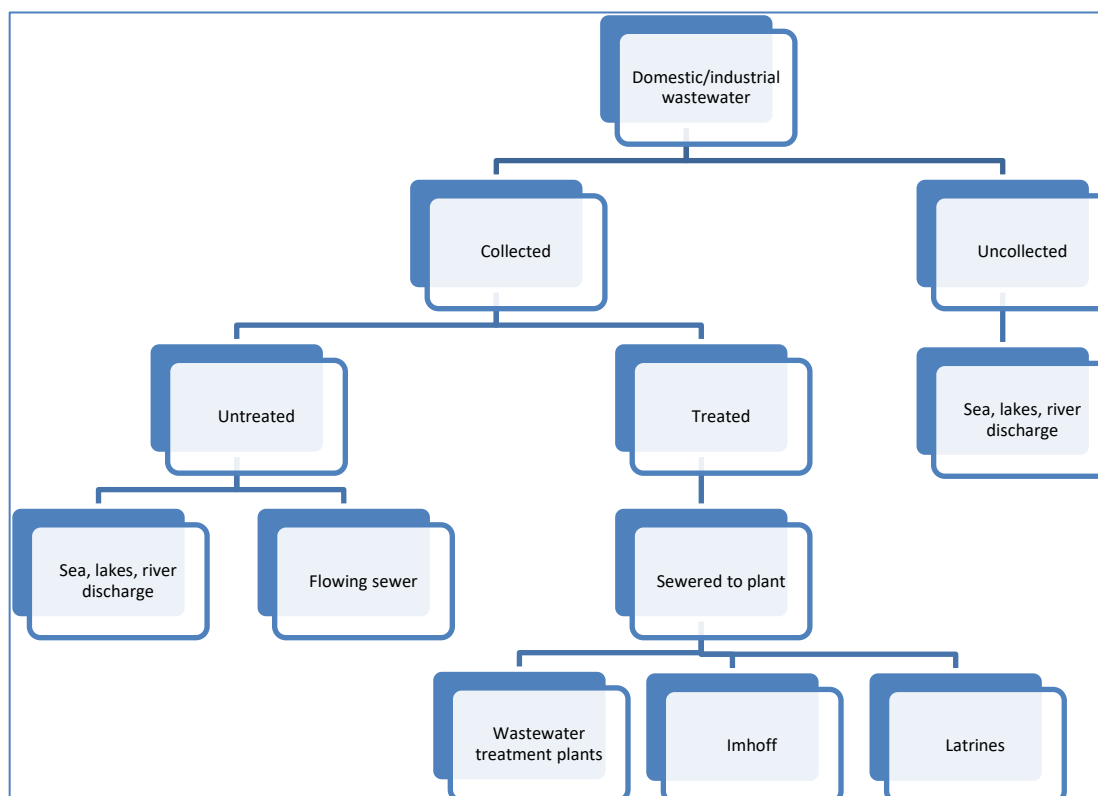 Domestic/industrial
wastewater
Collected
Uncollected
Untreated
Treated
Sea, lakes, river
discharge
Sea, lakes, river
discharge
Flowing sewer
Sewered to plant
Wastewater
treatment plants
Imhoff
Latrines